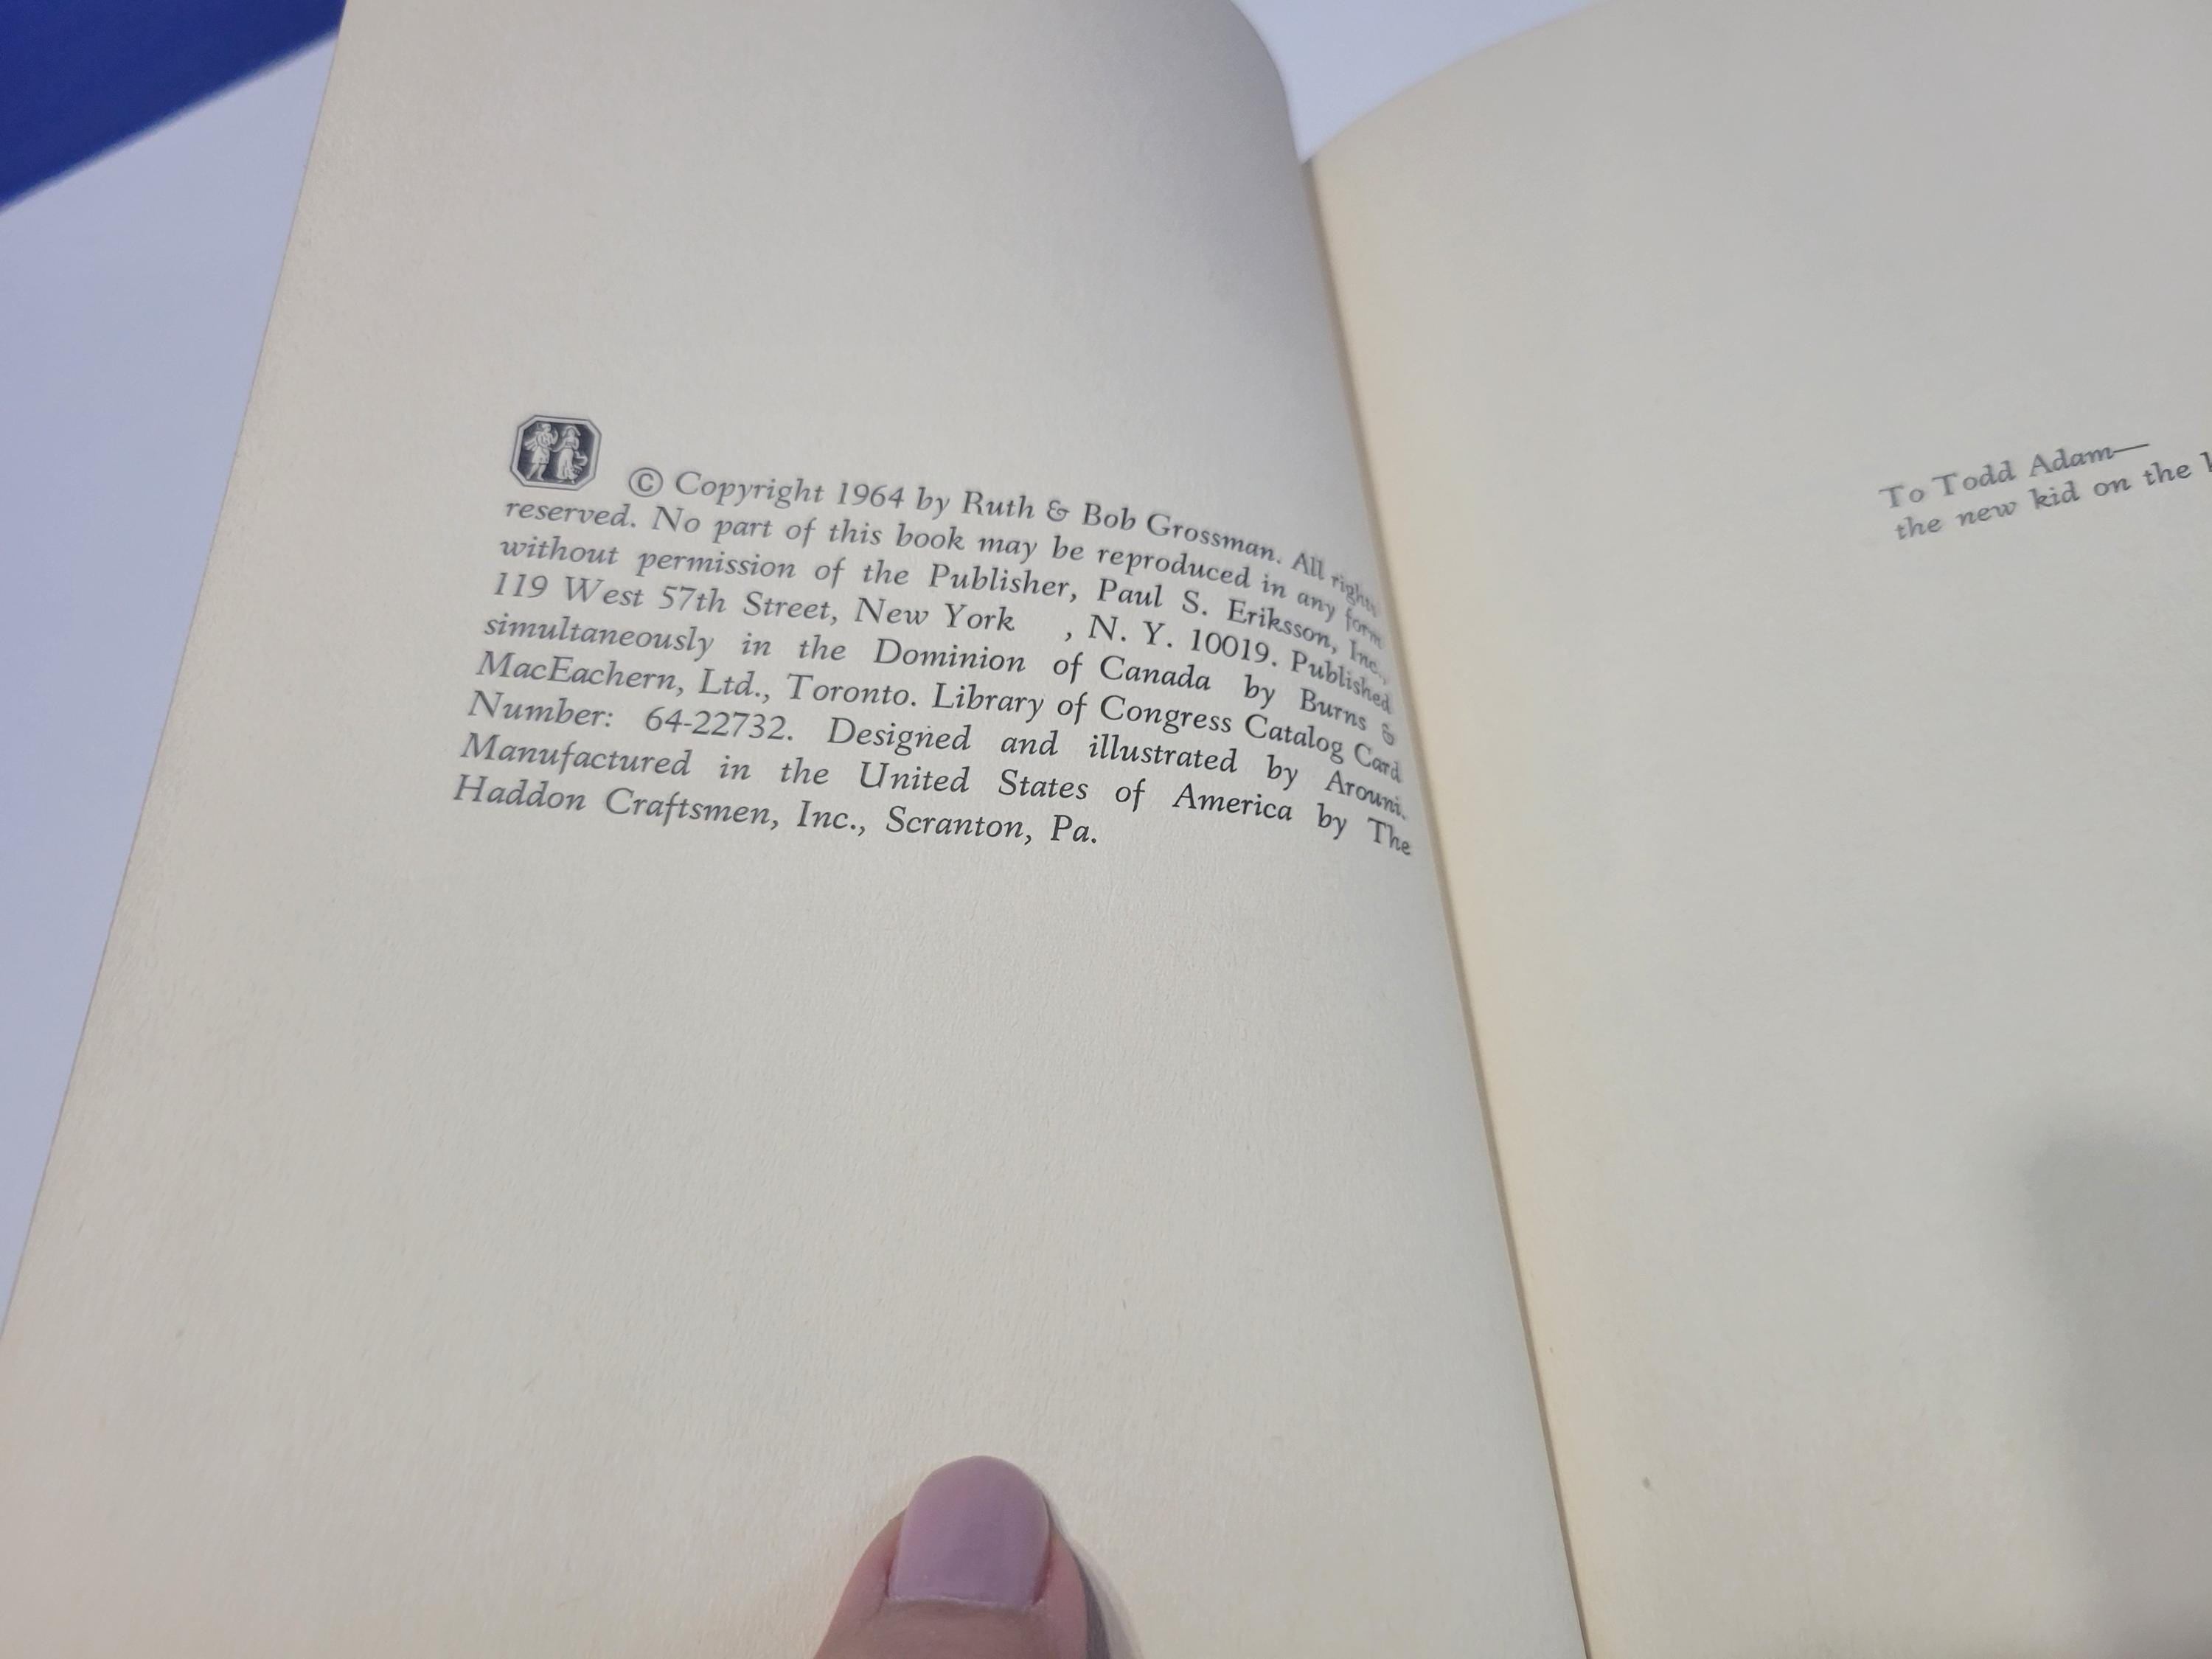 © Copyright 1964 by Ruth & Bob Grossman. All rights
reserved. No part of this book may be reproduced in any form
without permission of the Publisher, Paul S. Eriksson, Inc.,
119 West 57th Street, New York , N. Y. 10019. Published
simultaneously in the Dominion of Canada by Burns &
MacEachern, Ltd., Toronto. Library of Congress Catalog Card
Number: 64-22732. Designed and illustrated by Arouni.
Manufactured in the United States of America by The
Haddon Craftsmen, Inc., Scranton, Pa.
To Todd Adam—
the new kid on the